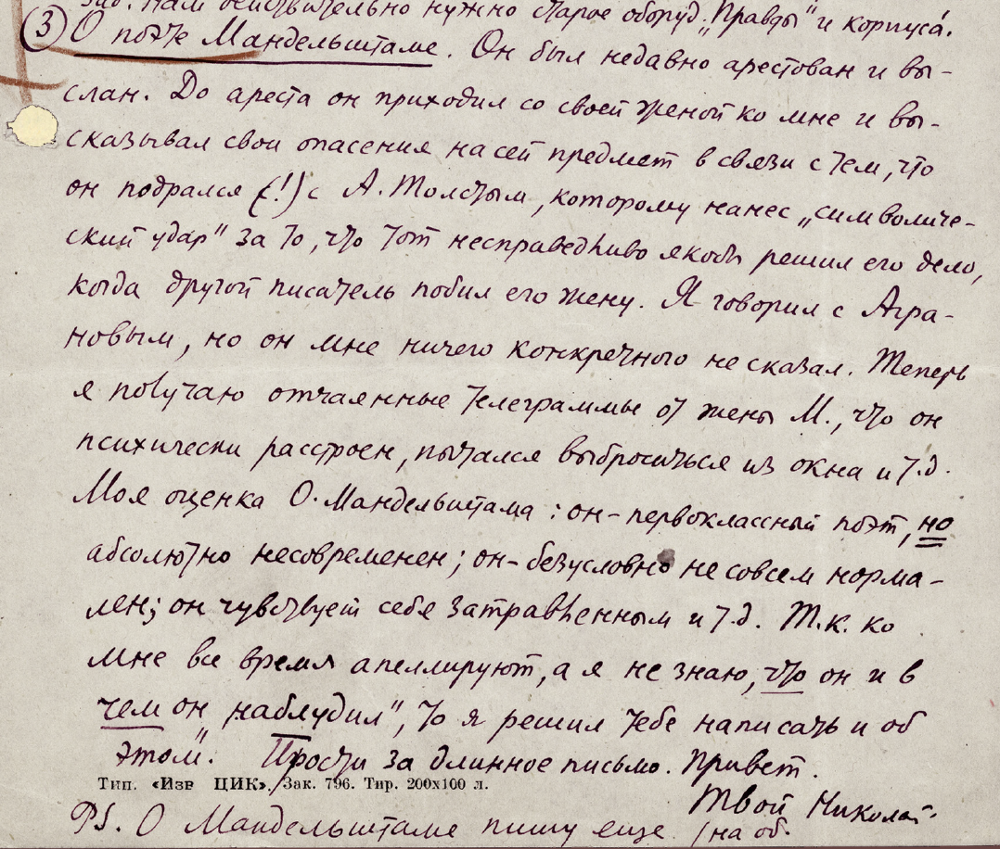 зав. Нам действительно нужно старое оборуд. „Правды“ и корпуса!
③ О поэте Мандельштаме. Он был недавно арестован и вы-
слан. До ареста он приходил со своей женой ко мне и вы-
сказывал свои опасения на сей предмет в связи с тем, что
он подрался (!) с А. Толстым, которому нанес „символиче-
ский удар“ за то, что тот несправедливо якобы решил его дело,
когда другой писатель побил его жену. Я говорил с Агра-
новым, но он мне ничего конкретного не сказал. Теперь
я получаю отчаянные телеграммы от жены М., что он
психически расстроен, пытался выброситься из окна и т.д.
Моя оценка О. Мандельштама: он - первоклассный поэт, но
абсолютно несовременен; он - безусловно не совсем норма-
лен; он чувствует себя затравленным и т.д. Т.к. ко
мне все время апеллируют, а я не знаю, что он и в
чем он „наблудил“, то я решил тебе написать и об
этом. Прости за длинное письмо. Привет.
Тип. «Изв ЦИК». Зак. 796. Тир. 200х100 л.
Твой Николай.
PS. О Мандельштаме пишу еще (на об.